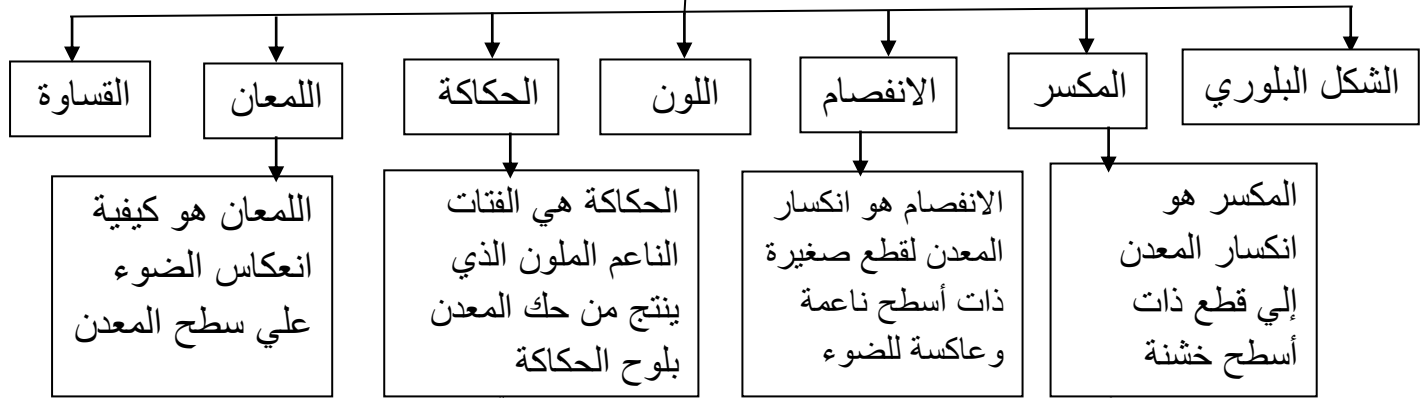 الشكل البلوري
المكسر
الانفصام
اللون
الحكاكة
اللمعان
القساوة
المكسر هو
انكسار المعدن
إلي قطع ذات
أسطح خشنة
الانفصام هو انكسار
المعدن لقطع صغيرة
ذات أسطح ناعمة
وعاكسة للضوء
الحكاكة هي الفتات
الناعم الملون الذي
ينتج من حك المعدن
بلوح الحكاكة
اللمعان هو كيفية
انعكاس الضوء
علي سطح المعدن